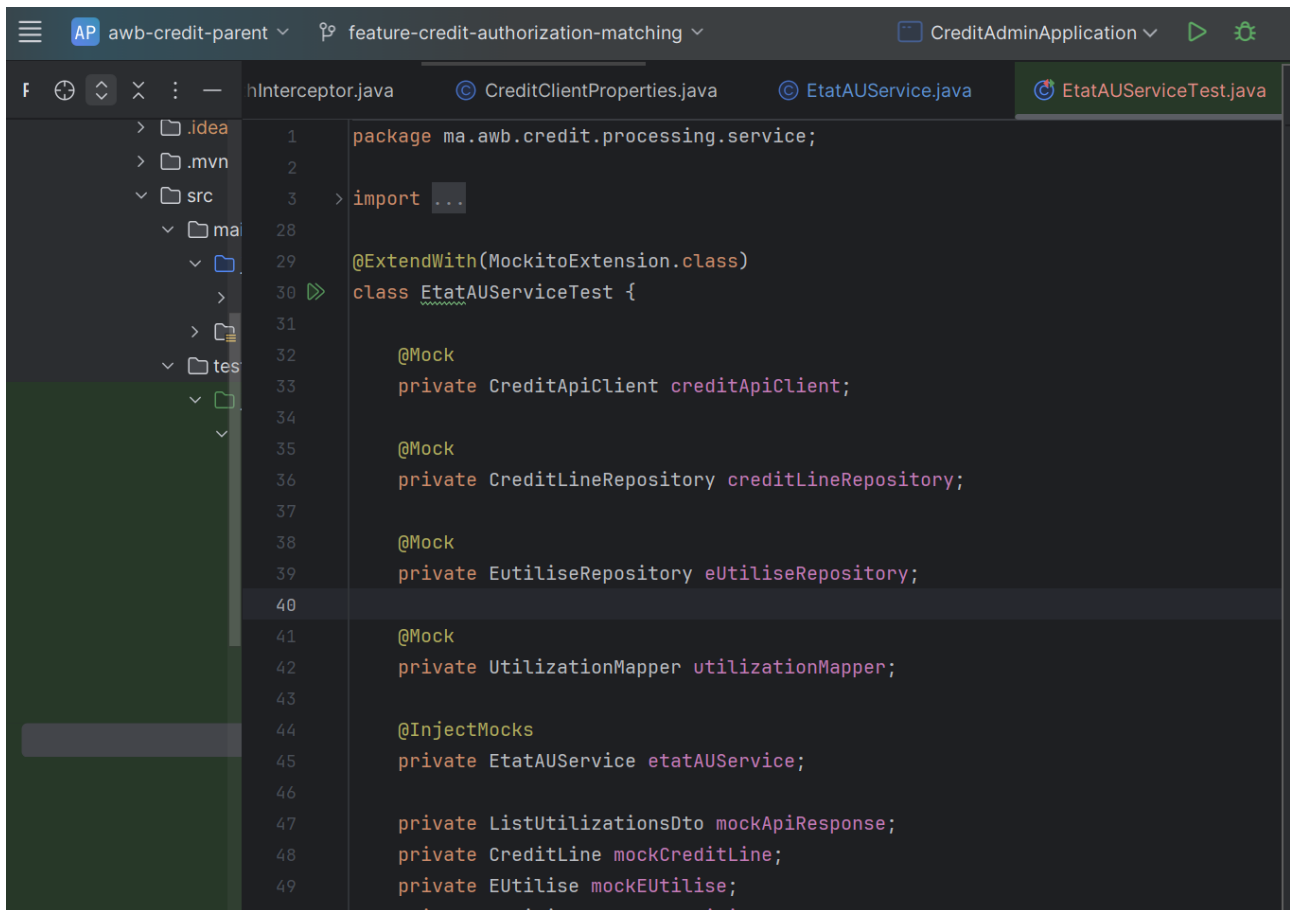 AP awb-credit-parent feature-credit-authorization-matching CreditAdminApplication
hInterceptor.java CreditClientProperties.java EtatAUService.java EtatAUServiceTest.java
.idea
.mvn
src
mai
tes
1 package ma.awb.credit.processing.service;
2
3 import ...
28
29 @ExtendWith(MockitoExtension.class)
30 class EtatAUServiceTest {
31
32 @Mock
33 private CreditApiClient creditApiClient;
34
35 @Mock
36 private CreditLineRepository creditLineRepository;
37
38 @Mock
39 private EutiliseRepository eUtiliseRepository;
40
41 @Mock
42 private UtilizationMapper utilizationMapper;
43
44 @InjectMocks
45 private EtatAUService etatAUService;
46
47 private ListUtilizationsDto mockApiResponse;
48 private CreditLine mockCreditLine;
49 private EUtilise mockEUtilise;